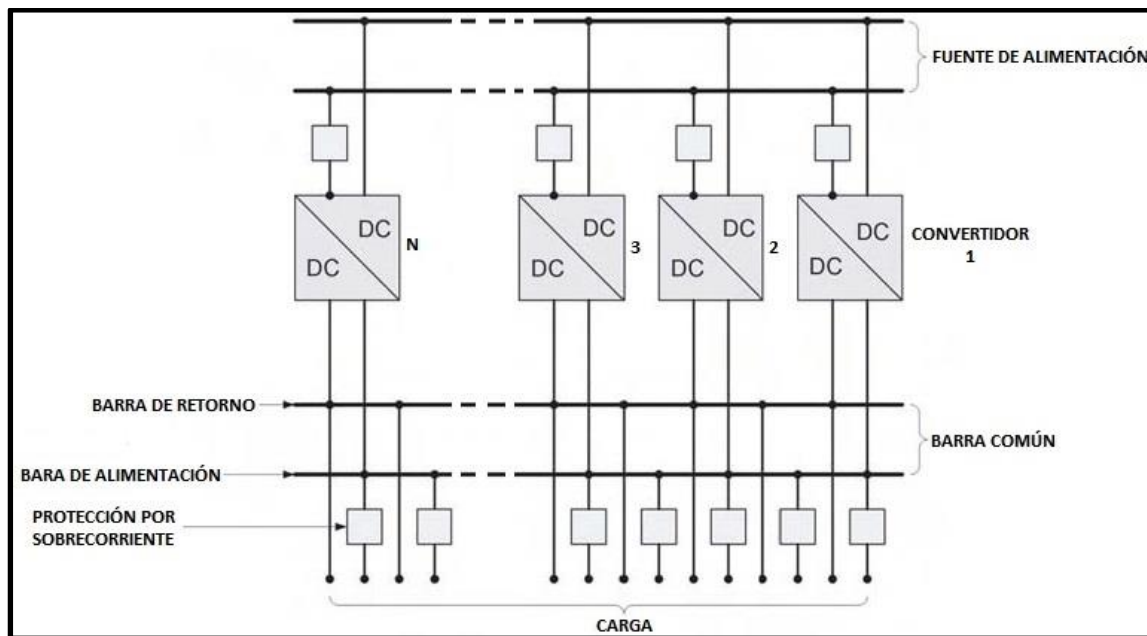 FUENTE DE ALIMENTACIÓN
DC
DC
N
DC
DC
3
DC
DC
2
DC
DC
CONVERTIDOR
1
BARRA DE RETORNO
BARRA COMÚN
BARA DE ALIMENTACIÓN
PROTECCIÓN POR
SOBRECORRIENTE
CARGA